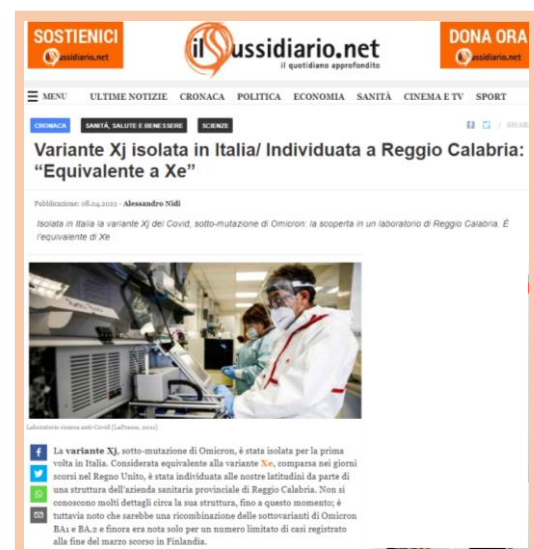 SOSTIENICI
ilSussidiario.net
ilSussidiario.net
il quotidiano approfondito
DONA ORA
ilSussidiario.net
MENU ULTIME NOTIZIE CRONACA POLITICA ECONOMIA SANITÀ CINEMA E TV SPORT
CRONACA SANITÀ, SALUTE E BENESSERE SCIENZE
/ SHARE
Variante Xj isolata in Italia/ Individuata a Reggio Calabria:
“Equivalente a Xe”
Pubblicazione: 08.04.2022 - Alessandro Nidi
Isolata in Italia la variante Xj del Covid, sotto-mutazione di Omicron: la scoperta in un laboratorio di Reggio Calabria. È
l'equivalente di Xe
Laboratorio ricerca anti-Covid (LaPresse, 2021)
La variante Xj, sotto-mutazione di Omicron, è stata isolata per la prima
volta in Italia. Considerata equivalente alla variante Xe, comparsa nei giorni
scorsi nel Regno Unito, è stata individuata alle nostre latitudini da parte di
una struttura dell'azienda sanitaria provinciale di Reggio Calabria. Non si
conoscono molti dettagli circa la sua struttura, fino a questo momento; è
tuttavia noto che sarebbe una ricombinazione delle sottovarianti di Omicron
BA1 e BA.2 e finora era nota solo per un numero limitato di casi registrato
alla fine del marzo scorso in Finlandia.